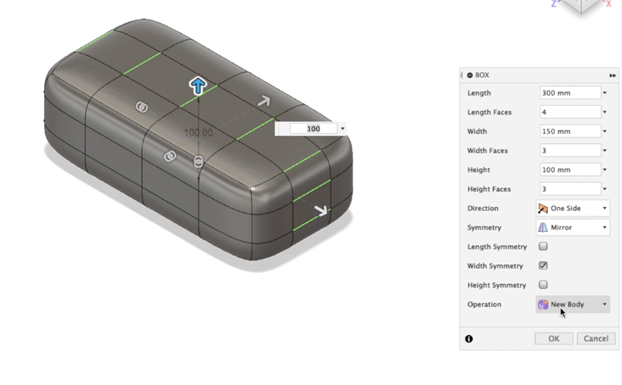 Z
X
BOX
Length 300 mm
Length Faces 4
100
100.00
Width 150 mm
Width Faces 3
Height 100 mm
Height Faces 3
Direction One Side
Symmetry Mirror
Length Symmetry
Width Symmetry
Height Symmetry
Operation New Body
OK Cancel